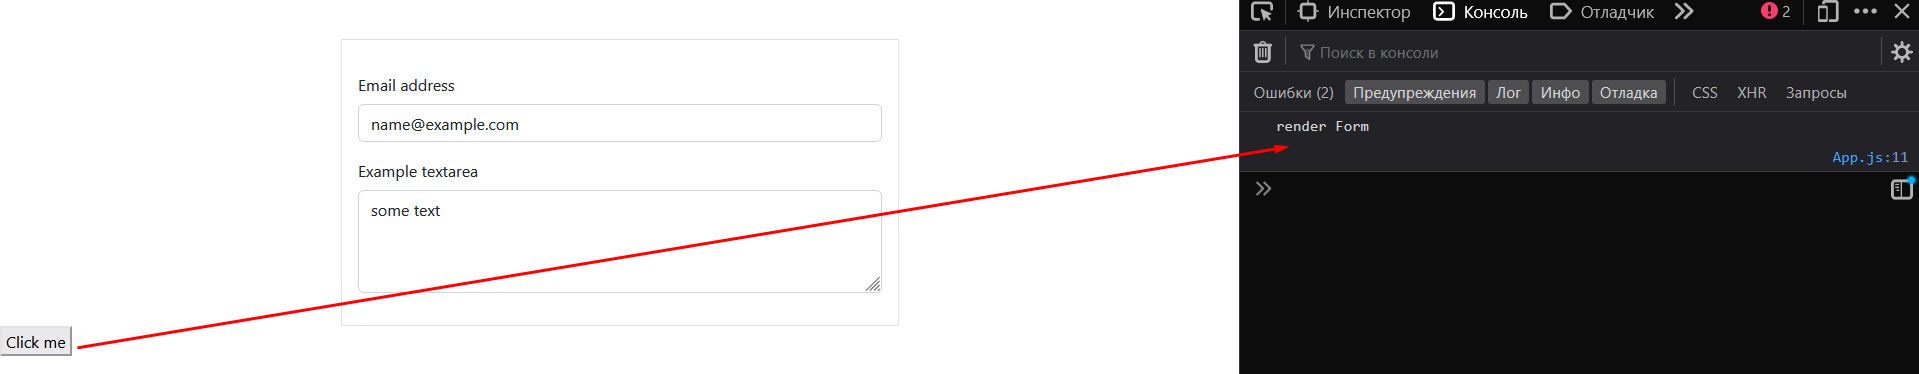 Email address
name@example.com
Example textarea
some text
Click me
Инспектор Консоль Отладчик 2
Поиск в консоли
Ошибки (2) Предупреждения Лог Инфо Отладка CSS XHR Запросы
render Form
App.js:11